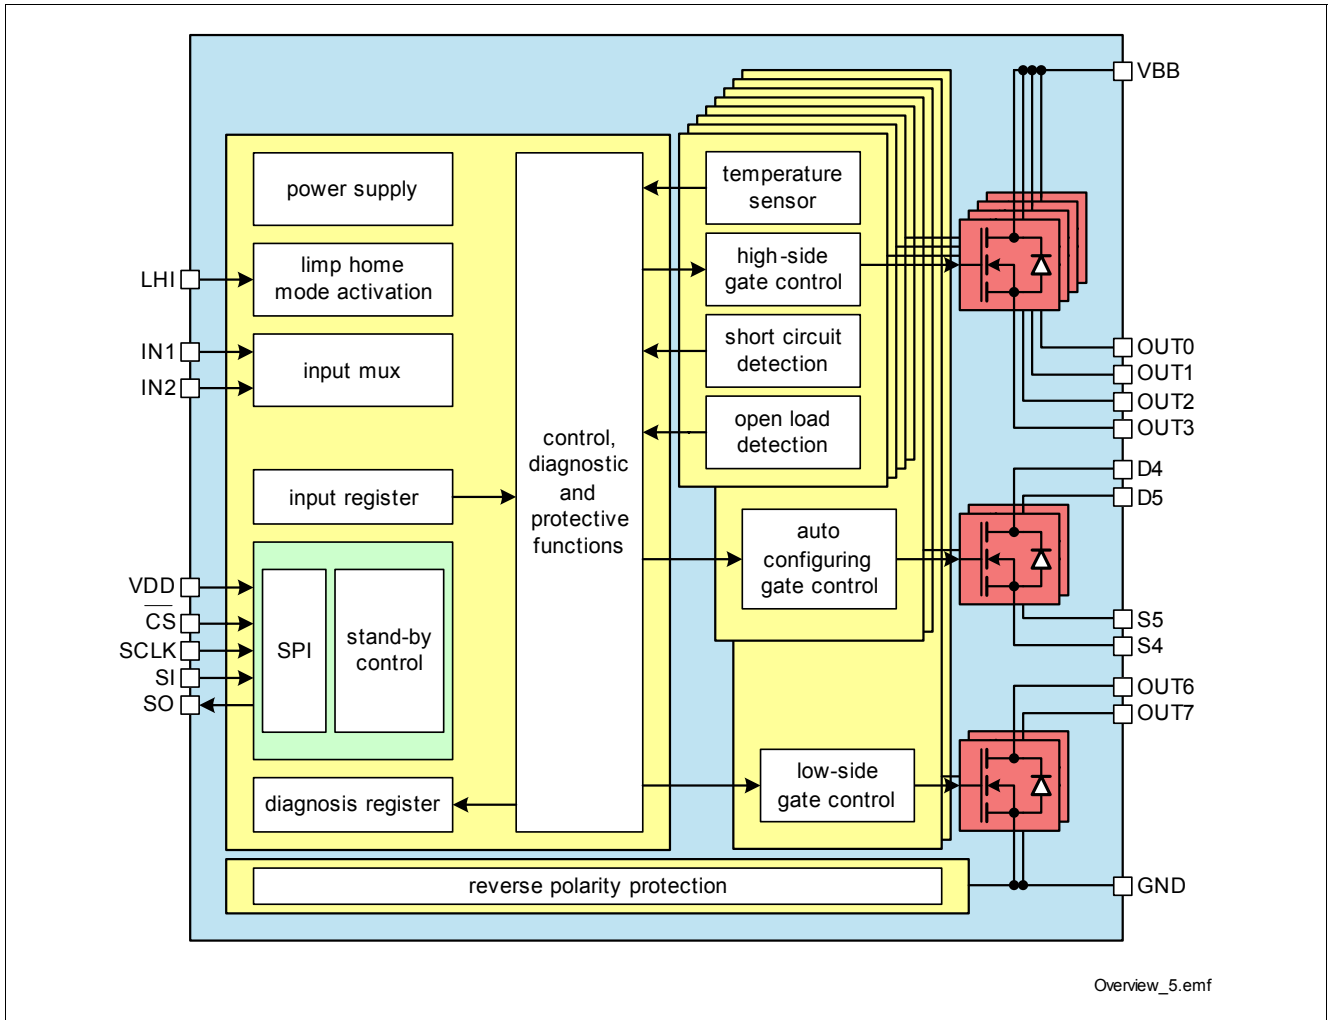 VBB
power supply
temperature
sensor
LHI
limp home
mode activation
high-side
gate control
IN1
IN2
input mux
short circuit
detection
OUT0
OUT1
OUT2
OUT3
open load
detection
control,
diagnostic
and
protective
functions
D4
D5
input register
auto
configuring
gate control
VDD
CS
SCLK
SI
SO
SPI
stand-by
control
S5
S4
OUT6
OUT7
low-side
gate control
diagnosis register
reverse polarity protection
GND
Overview_5.emf